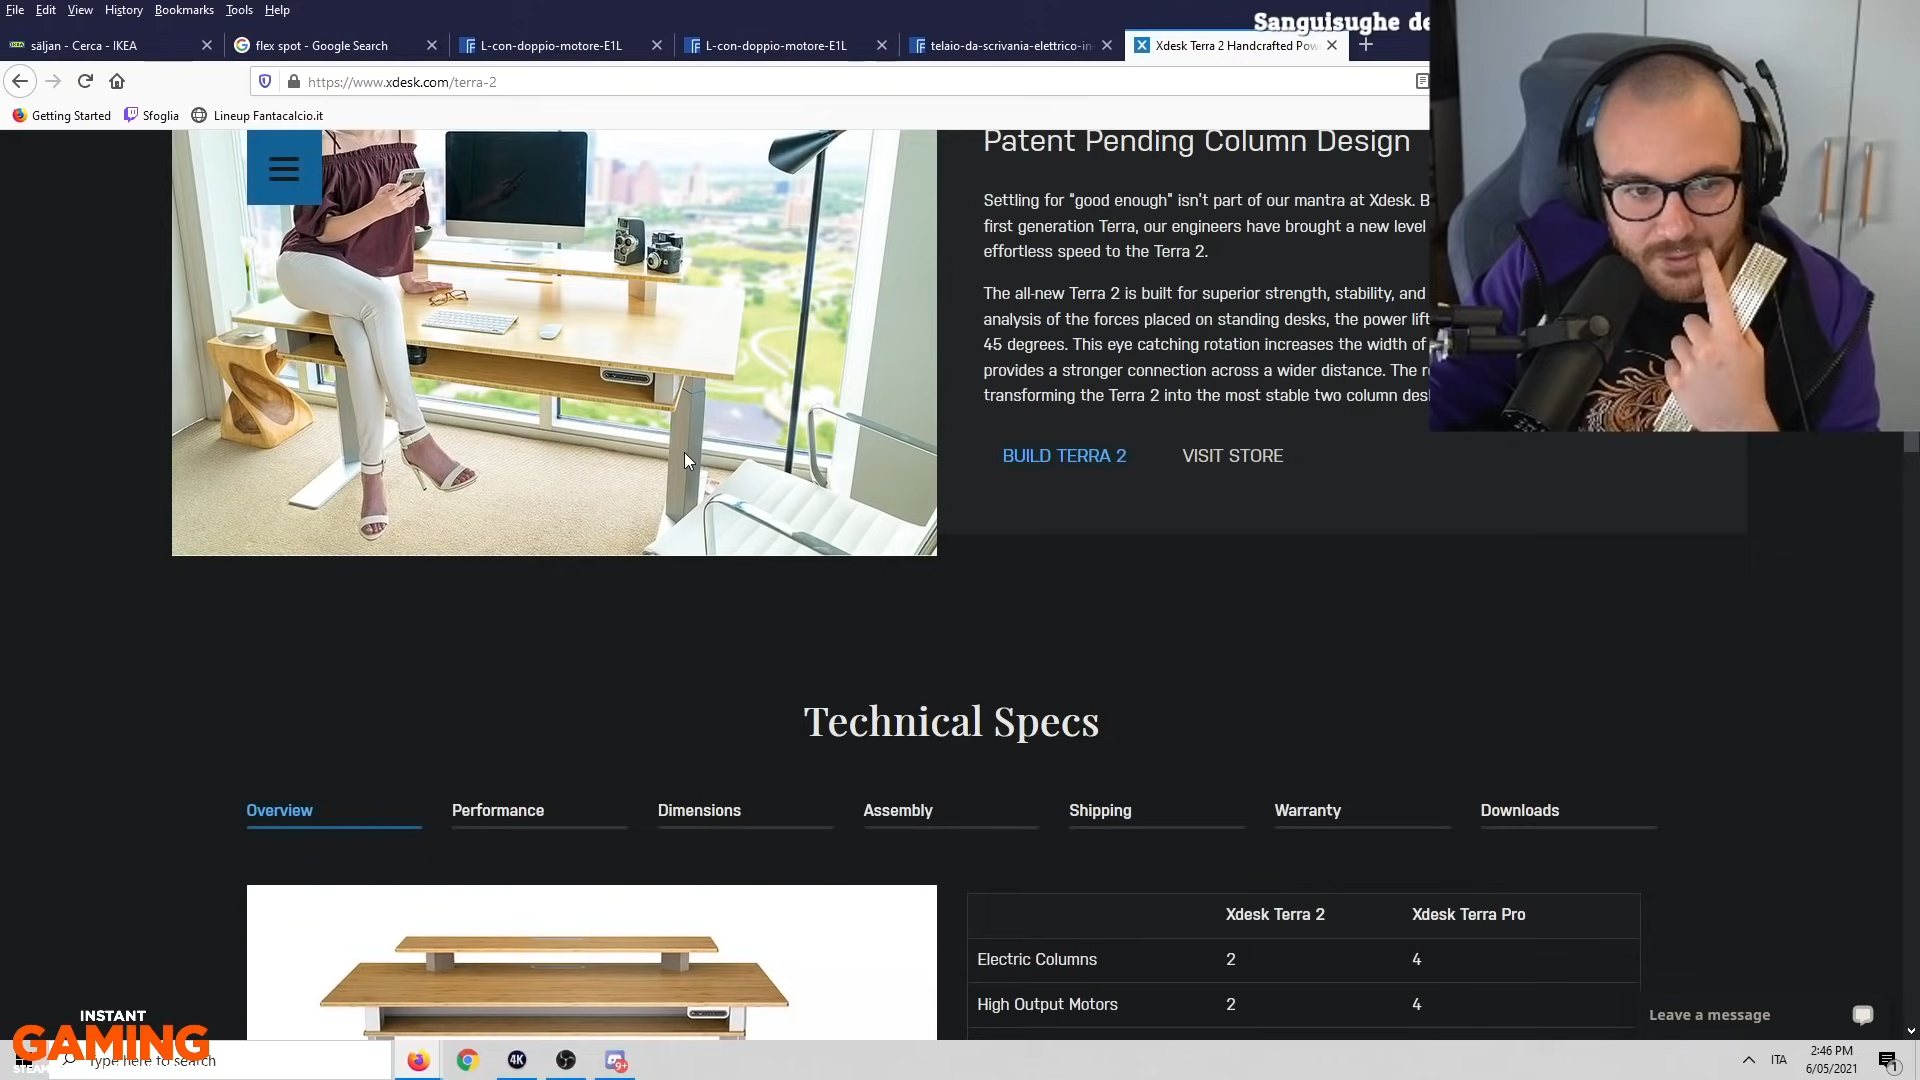 File Edit View History Bookmarks Tools Help
Sanguisughe de
säljan - Cerca - IKEA
flex spot - Google Search
L-con-doppio-motore-E1L
L-con-doppio-motore-E1L
telaio-da-scrivania-elettrico-in
Xdesk Terra 2 Handcrafted Pow
https://www.xdesk.com/terra-2
Getting Started
Sfoglia
Lineup Fantacalcio.it
Patent Pending Column Design
Settling for "good enough" isn't part of our mantra at Xdesk. B
first generation Terra, our engineers have brought a new level
effortless speed to the Terra 2.
The all-new Terra 2 is built for superior strength, stability, and
analysis of the forces placed on standing desks, the power lift
45 degrees. This eye catching rotation increases the width of
provides a stronger connection across a wider distance. The r
transforming the Terra 2 into the most stable two column des
BUILD TERRA 2 VISIT STORE
Technical Specs
Overview Performance Dimensions Assembly Shipping Warranty Downloads
Xdesk Terra 2 Xdesk Terra Pro
Electric Columns 2 4
High Output Motors 2 4
Leave a message
INSTANT
GAMING
Type here to search
4K
9+
ITA
2:46 PM
6/05/2021
1